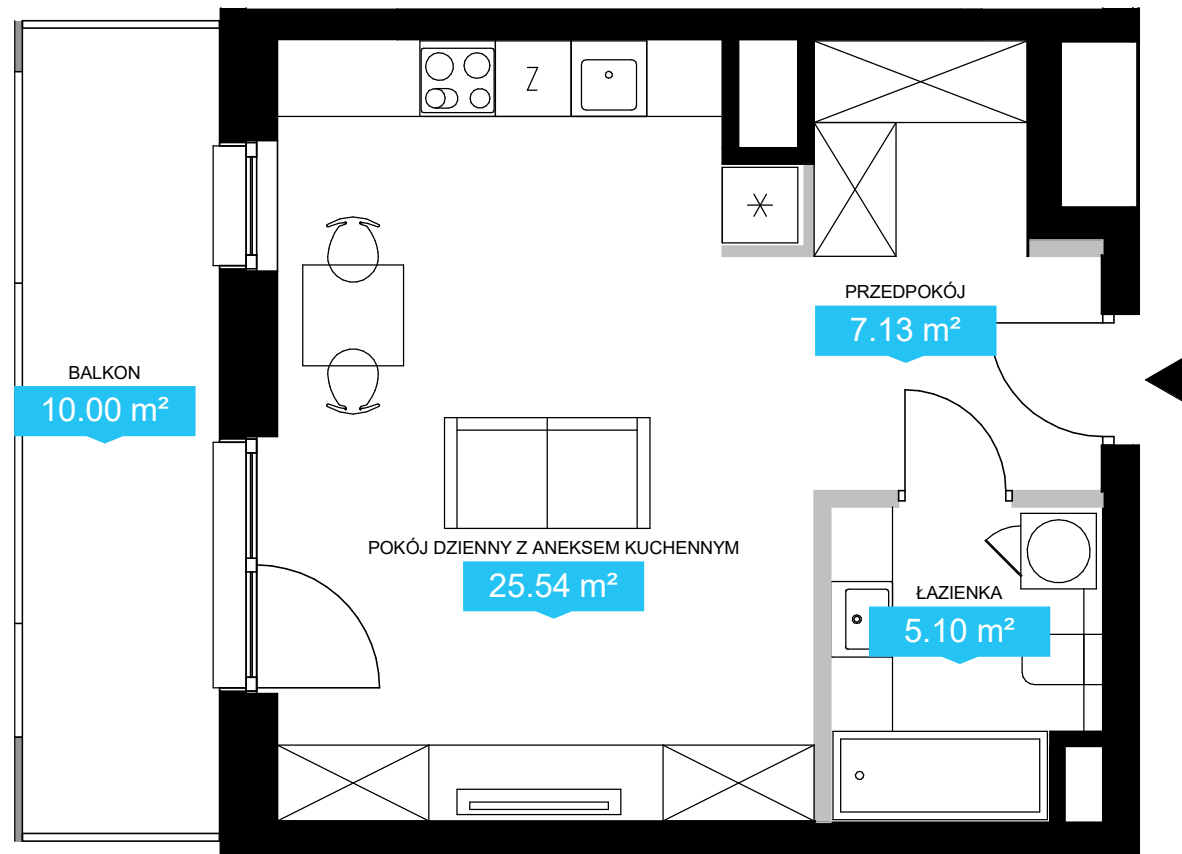 Z
PRZEDPOKÓJ
7.13 m²
BALKON
10.00 m²
POKÓJ DZIENNY Z ANEKSEM KUCHENNYM
25.54 m²
ŁAZIENKA
5.10 m²